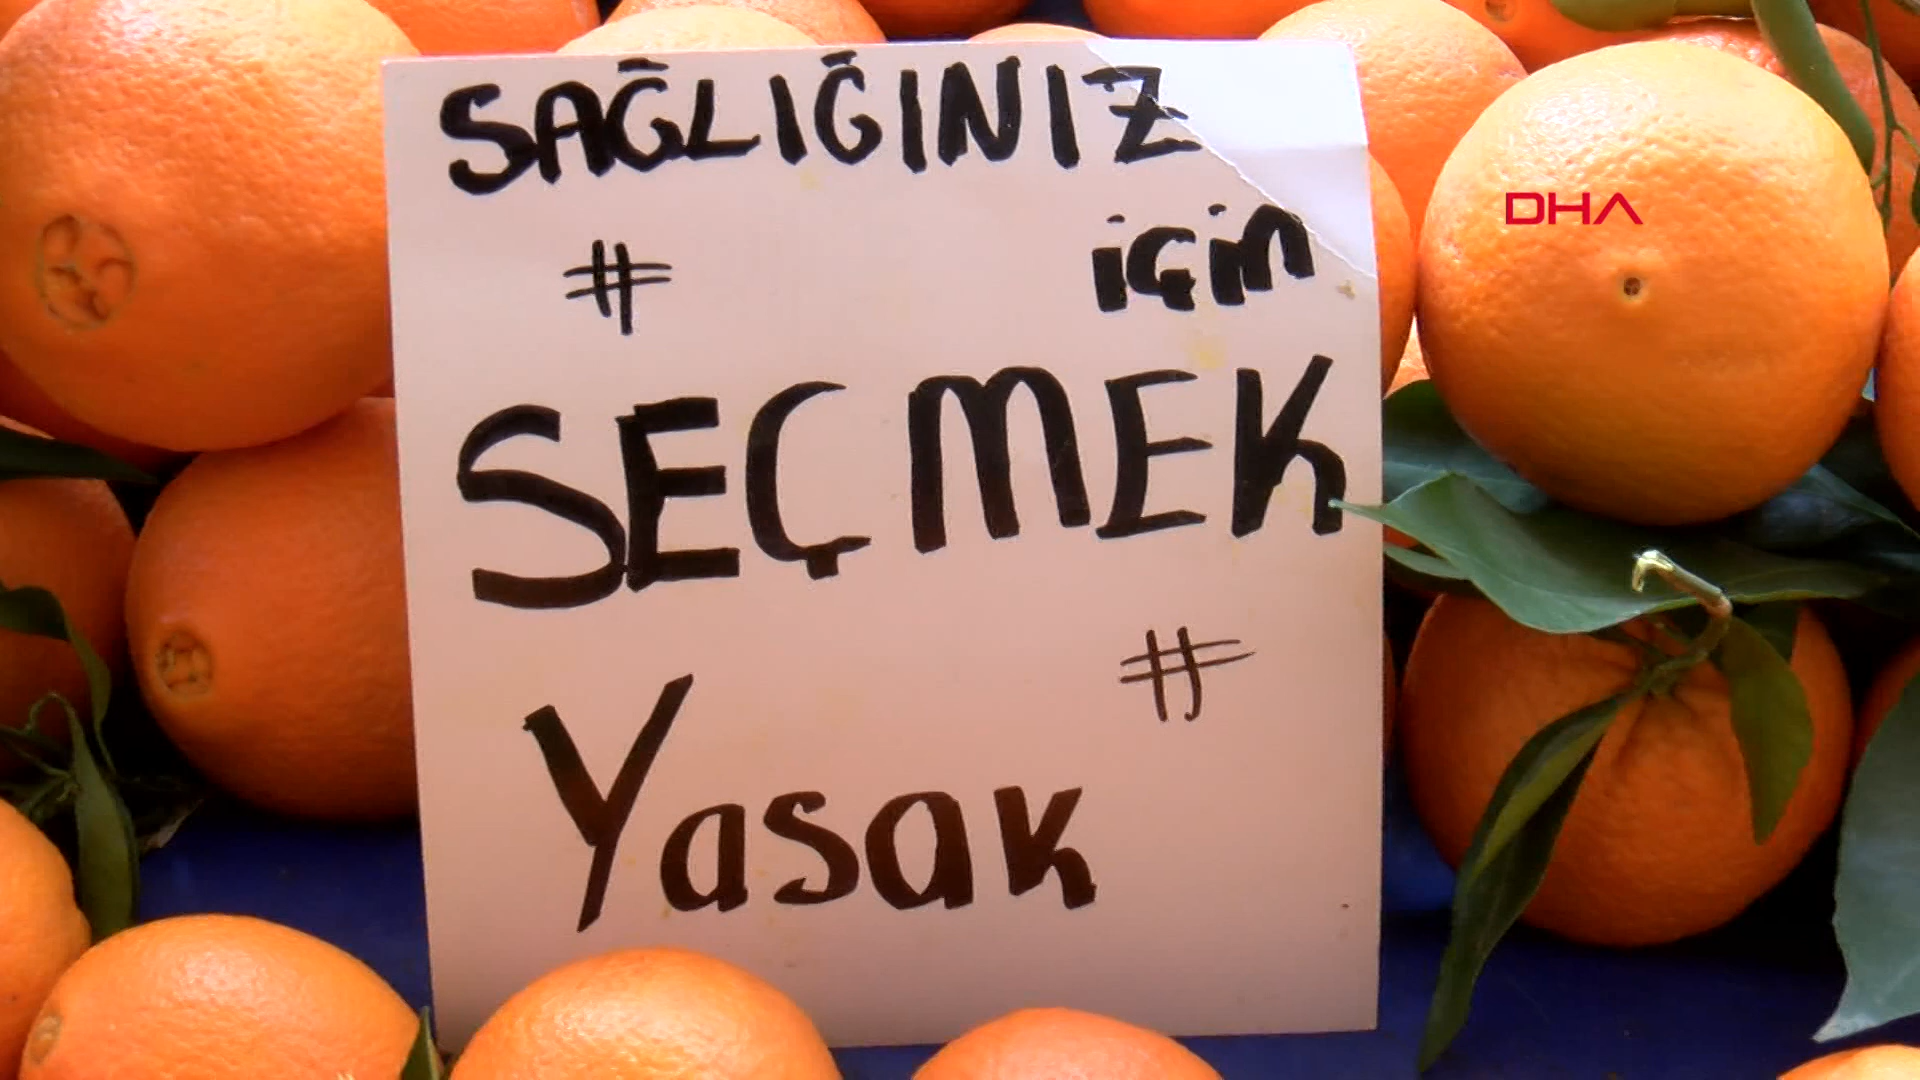 SAĞLIĞINIZ
# için
SEÇMEK
#
Yasak
DHA